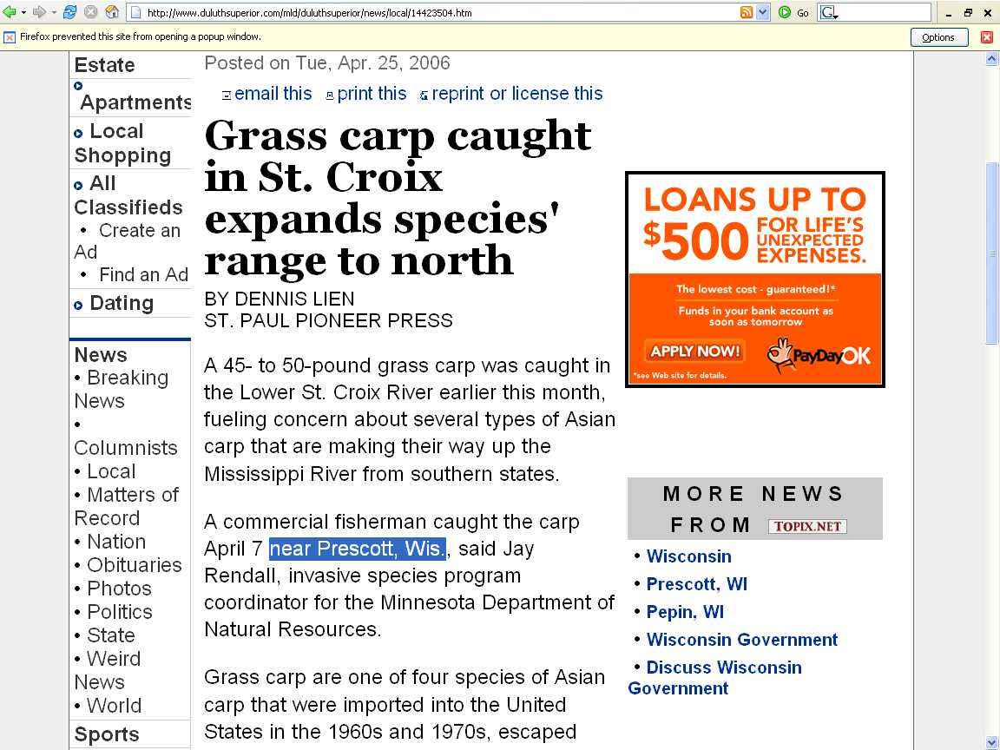 http://www.duluthsuperior.com/mld/duluthsuperior/news/local/14423504.htm
Go
Firefox prevented this site from opening a popup window.
Options
Estate
Apartments
Local
Shopping
All
Classifieds
• Create an
Ad
• Find an Ad
Dating
News
• Breaking
News
•
Columnists
• Local
• Matters of
Record
• Nation
• Obituaries
• Photos
• Politics
• State
• Weird
News
• World
Sports
Posted on Tue, Apr. 25, 2006
email this print this reprint or license this
Grass carp caught
in St. Croix
expands species'
range to north
BY DENNIS LIEN
ST. PAUL PIONEER PRESS
A 45- to 50-pound grass carp was caught in
the Lower St. Croix River earlier this month,
fueling concern about several types of Asian
carp that are making their way up the
Mississippi River from southern states.
A commercial fisherman caught the carp
April 7 near Prescott, Wis., said Jay
Rendall, invasive species program
coordinator for the Minnesota Department of
Natural Resources.
Grass carp are one of four species of Asian
carp that were imported into the United
States in the 1960s and 1970s, escaped
LOANS UP TO
$500 FOR LIFE'S
UNEXPECTED
EXPENSES.
The lowest cost - guaranteed!*
Funds in your bank account as
soon as tomorrow
APPLY NOW!
PayDayOK
*see Web site for details.
MORE NEWS
FROM TOPIX.NET
• Wisconsin
• Prescott, WI
• Pepin, WI
• Wisconsin Government
• Discuss Wisconsin
Government